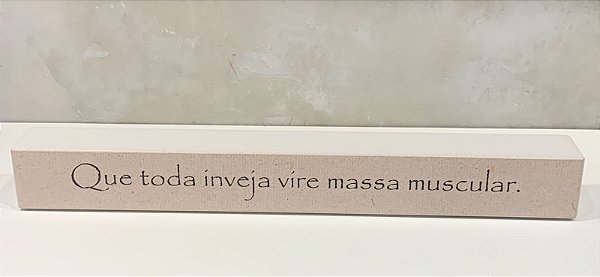 Que toda inveja vire massa muscular.